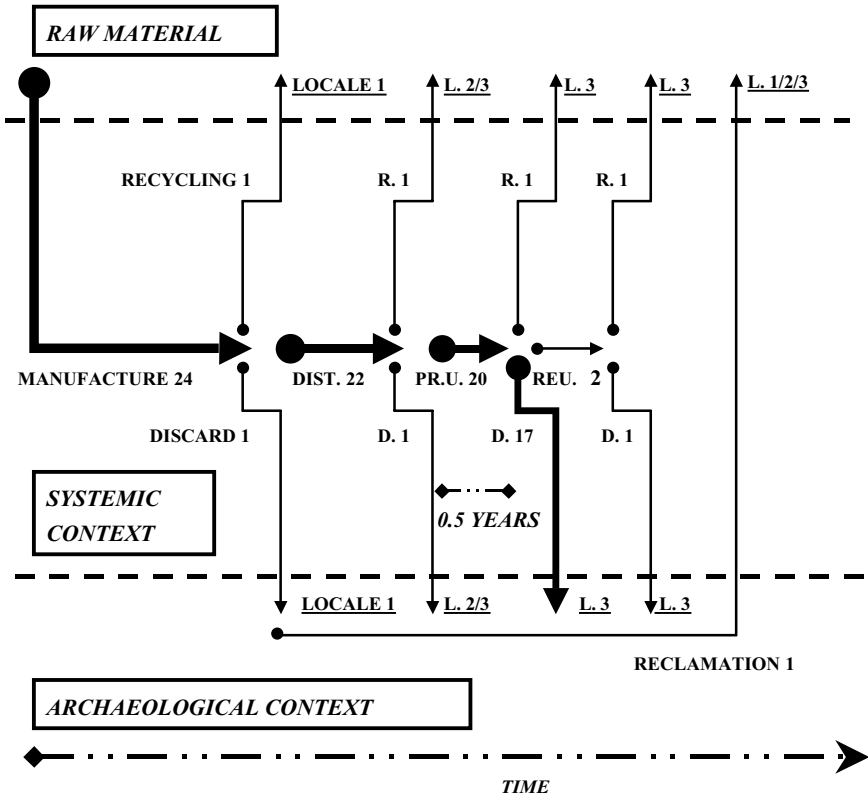 RAW MATERIAL
LOCALE 1 L. 2/3 L. 3 L. 3 L. 1/2/3
RECYCLING 1 R. 1 R. 1 R. 1
MANUFACTURE 24 DIST. 22 PR.U. 20 REU. 2
DISCARD 1 D. 1 D. 17 D. 1
SYSTEMIC
CONTEXT
0.5 YEARS
LOCALE 1 L. 2/3 L. 3 L. 3
RECLAMATION 1
ARCHAEOLOGICAL CONTEXT
TIME